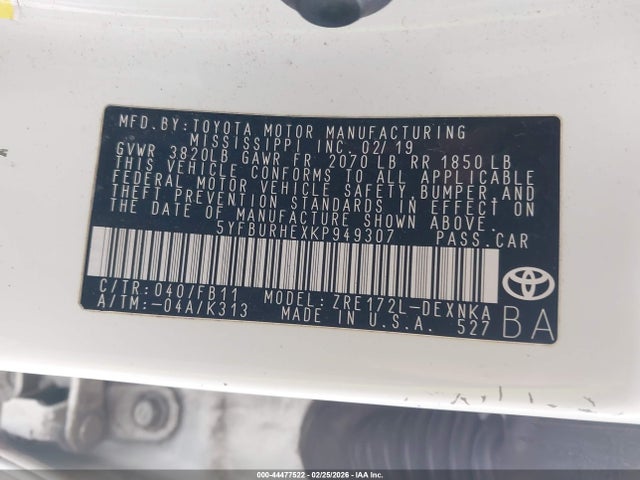 MFD.BY:TOYOTA MOTOR MANUFACTURING
MISSISSIPPI INC. 02/19
GVWR 3820LB GAWR FR 2070 LB RR 1850 LB
THIS VEHICLE CONFORMS TO ALL APPLICABLE
FEDERAL MOTOR VEHICLE SAFETY, BUMPER, AND
THEFT PREVENTION STANDARDS IN EFFECT ON
THE DATE OF MANUFACTURE SHOWN ABOVE.
5YFBURHEXKP949307 PASS.CAR
C/TR:040/FB11 MODEL:ZRE172L-DEXNKA
A/TM:-04A/K313 MADE IN U.S.A. 527
TOYOTA
BA
000-44477522 - 02/25/2026 - IAA Inc.